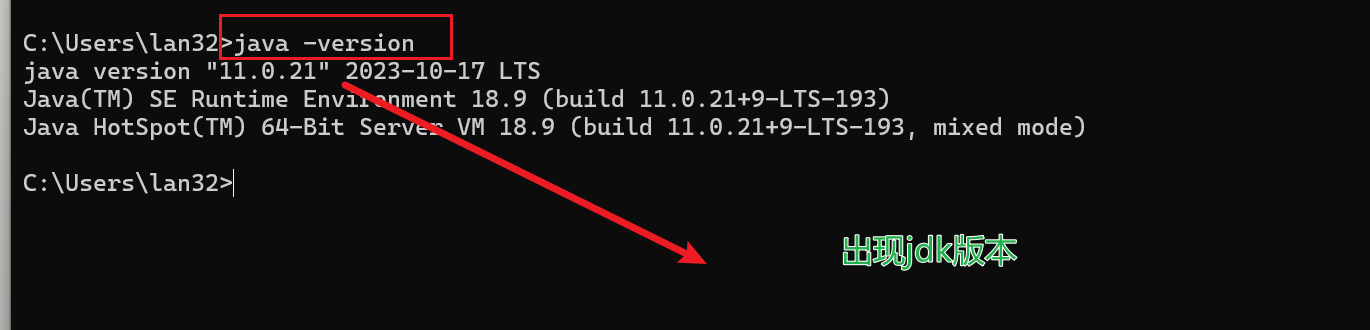 C:\Users\lan32>java -version
java version "11.0.21" 2023-10-17 LTS
Java(TM) SE Runtime Environment 18.9 (build 11.0.21+9-LTS-193)
Java HotSpot(TM) 64-Bit Server VM 18.9 (build 11.0.21+9-LTS-193, mixed mode)
C:\Users\lan32>
出现jdk版本